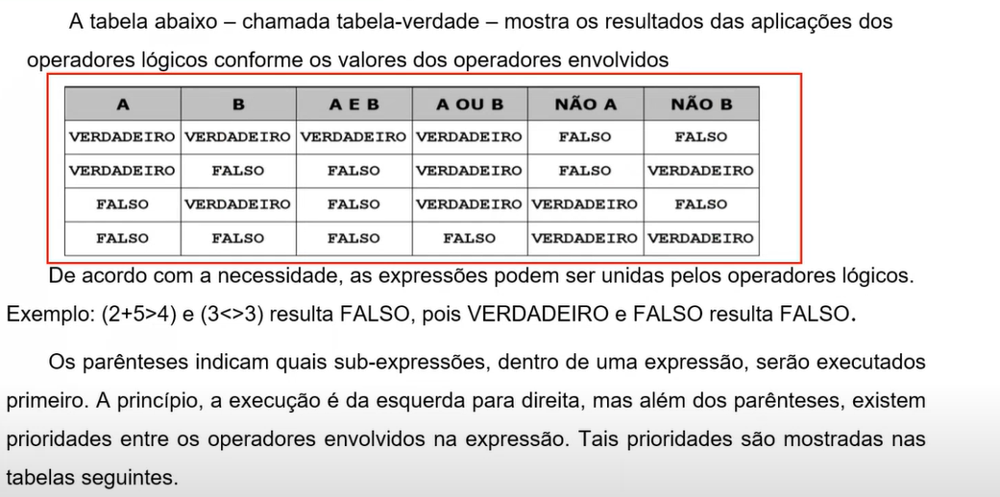 A tabela abaixo – chamada tabela-verdade – mostra os resultados das aplicações dos
operadores lógicos conforme os valores dos operadores envolvidos
A B A E B A OU B NÃO A NÃO B
VERDADEIRO VERDADEIRO VERDADEIRO VERDADEIRO FALSO FALSO
VERDADEIRO FALSO FALSO VERDADEIRO FALSO VERDADEIRO
FALSO VERDADEIRO FALSO VERDADEIRO VERDADEIRO FALSO
FALSO FALSO FALSO FALSO VERDADEIRO VERDADEIRO
De acordo com a necessidade, as expressões podem ser unidas pelos operadores lógicos.
Exemplo: (2+5>4) e (3<>3) resulta FALSO, pois VERDADEIRO e FALSO resulta FALSO.
Os parênteses indicam quais sub-expressões, dentro de uma expressão, serão executados
primeiro. A princípio, a execução é da esquerda para direita, mas além dos parênteses, existem
prioridades entre os operadores envolvidos na expressão. Tais prioridades são mostradas nas
tabelas seguintes.